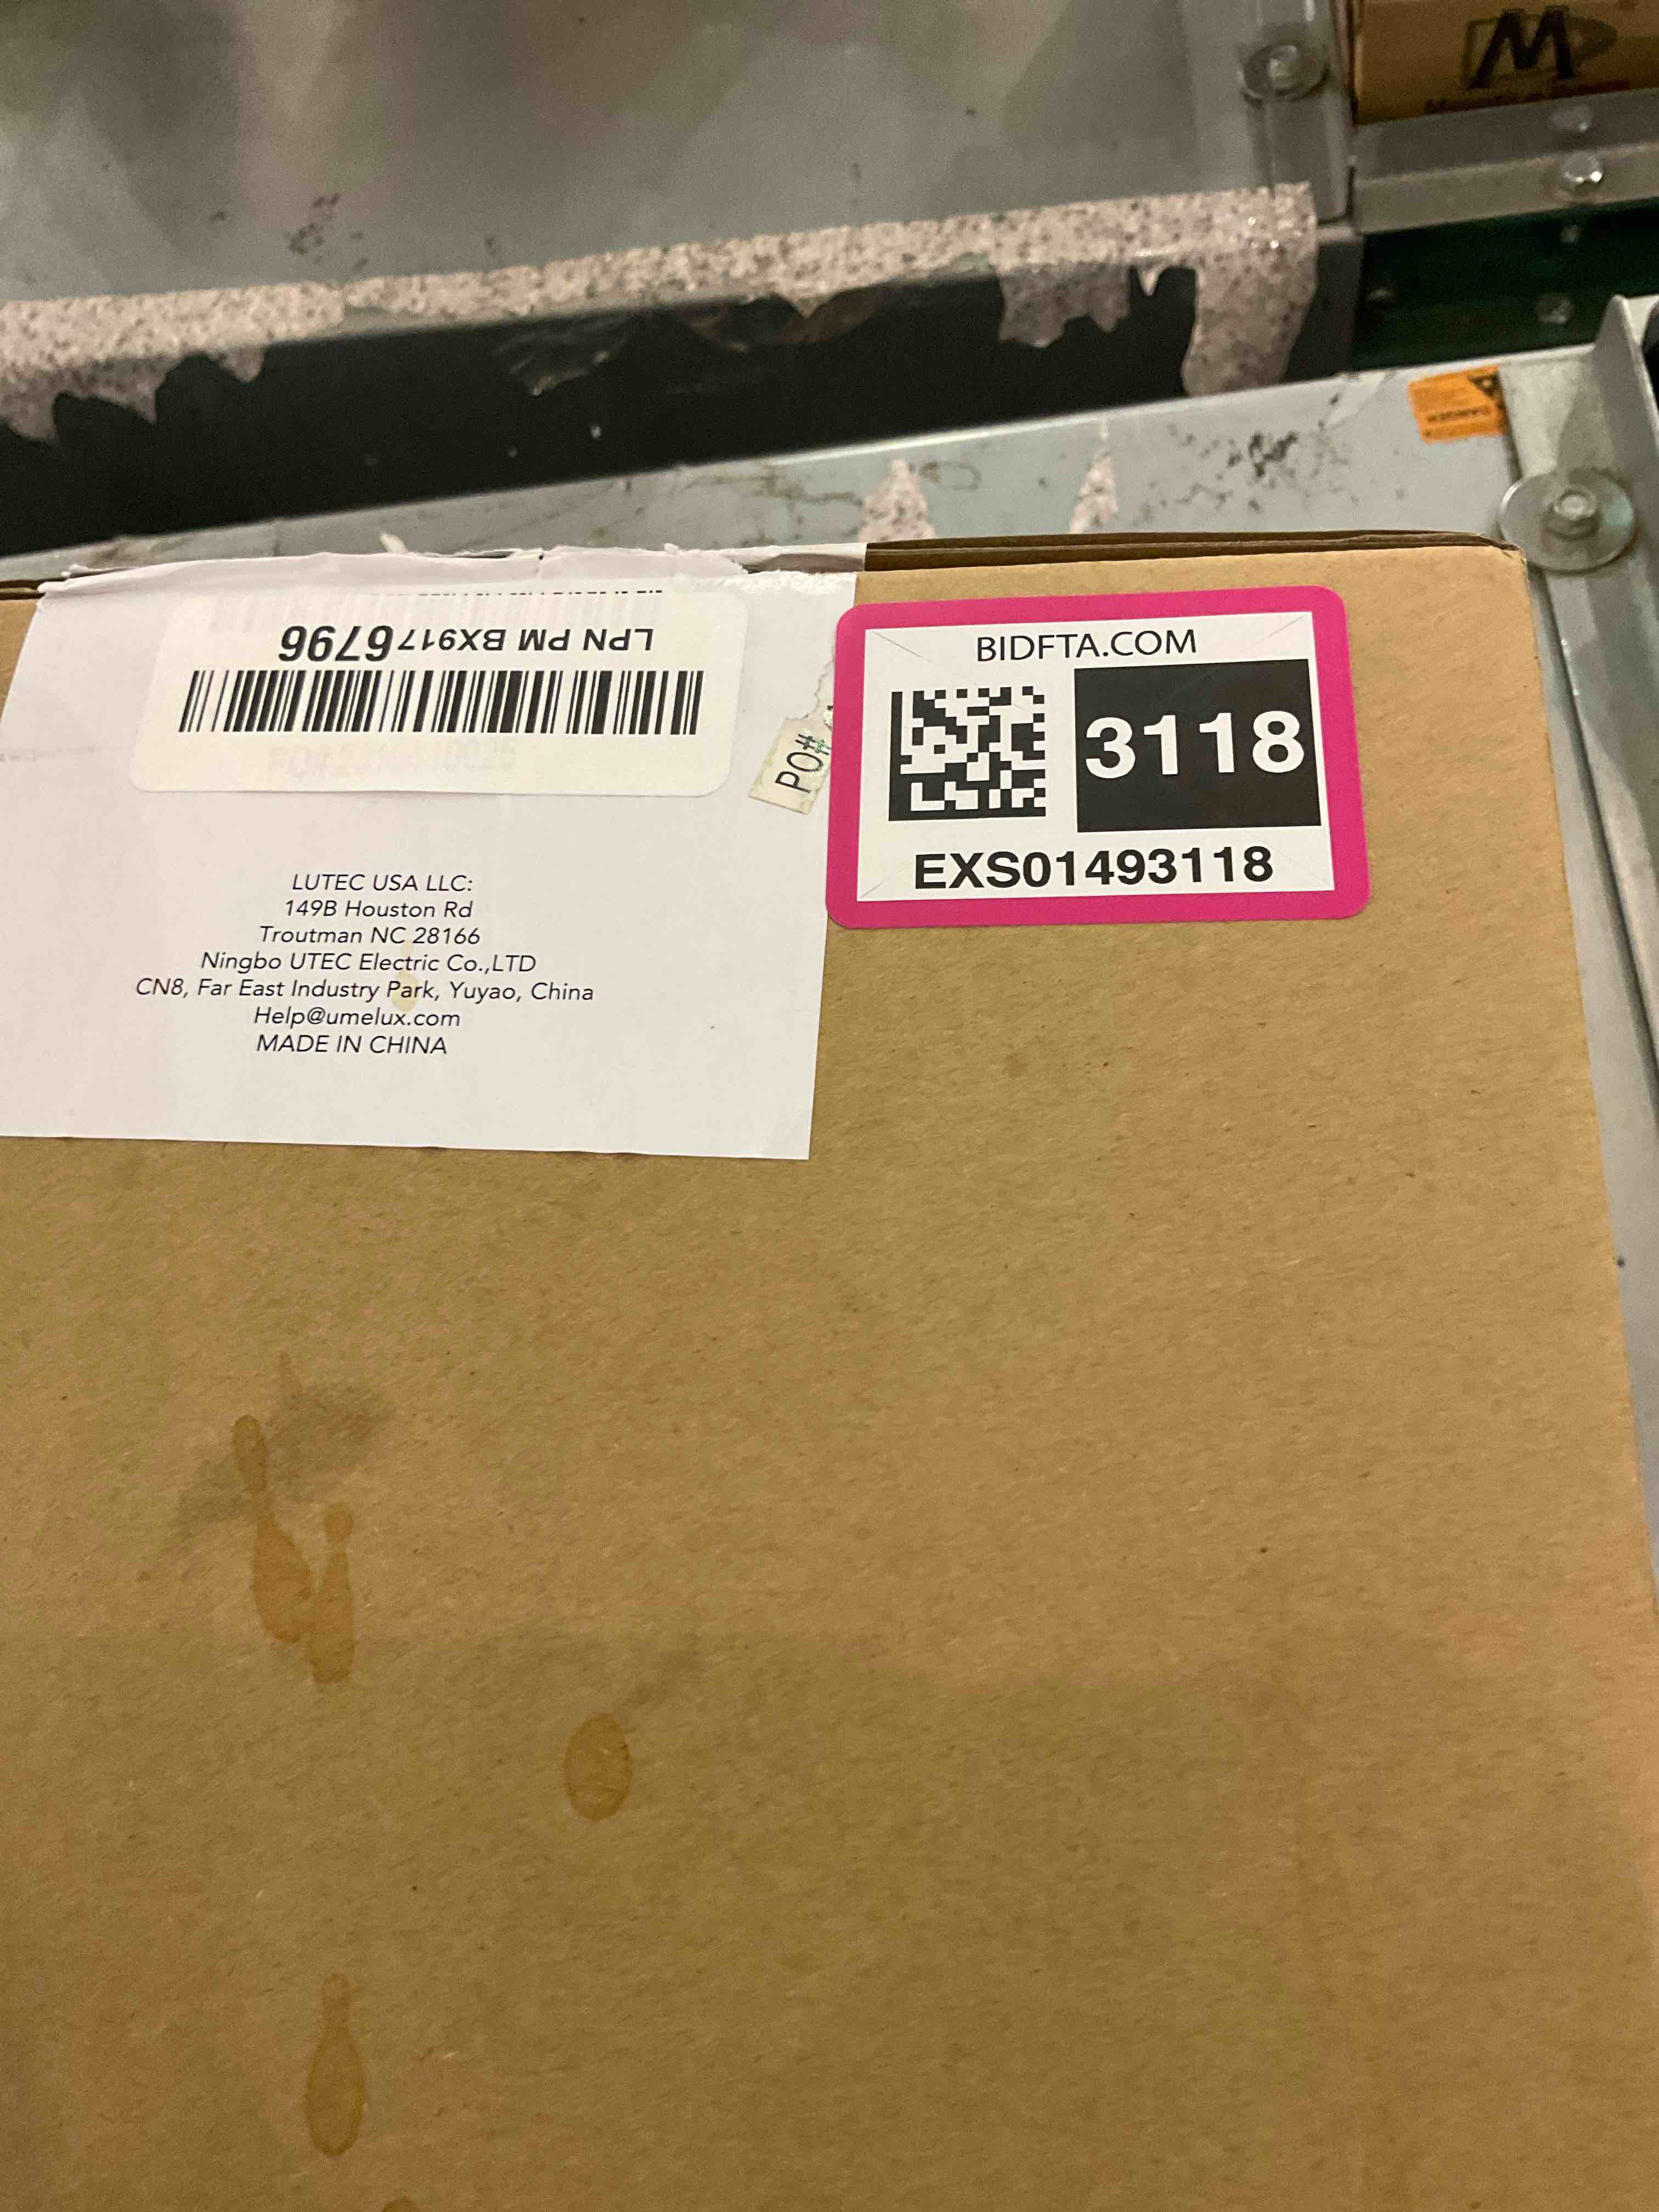 M
LPN PM BX9176796
PO#
BIDFTA.COM
3118
EXS01493118
LUTEC USA LLC:
149B Houston Rd
Troutman NC 28166
Ningbo UTEC Electric Co.,LTD
CN8, Far East Industry Park, Yuyao, China
Help@umelux.com
MADE IN CHINA